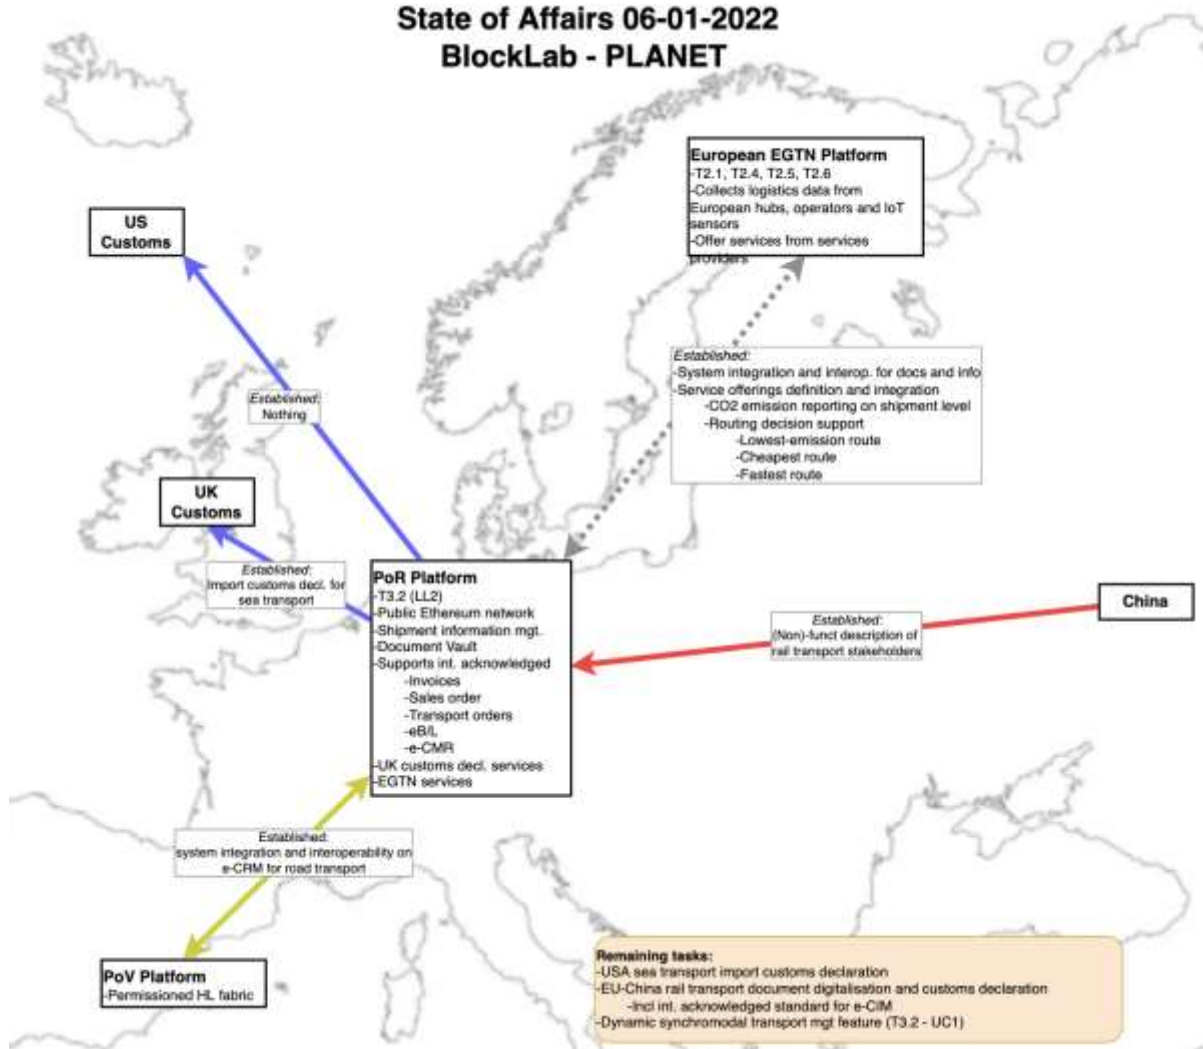 State of Affairs 06-01-2022
BlockLab - PLANET
European EGTN Platform
-T2.1, T2.4, T2.5, T2.6
-Collects logistics data from
European hubs, operators and IoT
sensors
-Offer services from services
providers
US
Customs
Established:
-System integration and interop. for docs and info
-Service offerings definition and integration
-CO2 emission reporting on shipment level
-Routing decision support
-Lowest-emission route
-Cheapest route
-Fastest route
Established:
Nothing
UK
Customs
Established:
Import customs decl. for
sea transport
PoR Platform
-T3.2 (LL2)
-Public Ethereum network
-Shipment information mgt.
-Document Vault
-Supports int. acknowledged
-Invoices
-Sales order
-Transport orders
-eB/L
-e-CMR
-UK customs decl. services
-EGTN services
China
Established:
(Non)-funct description of
rail transport stakeholders
Established:
system integration and interoperability on
e-CRM for road transport
PoV Platform
-Permissioned HL fabric
Remaining tasks:
-USA sea transport import customs declaration
-EU-China rail transport document digitalisation and customs declaration
-Incl int. acknowledged standard for e-CIM
-Dynamic synchromodal transport mgt feature (T3.2 - UC1)